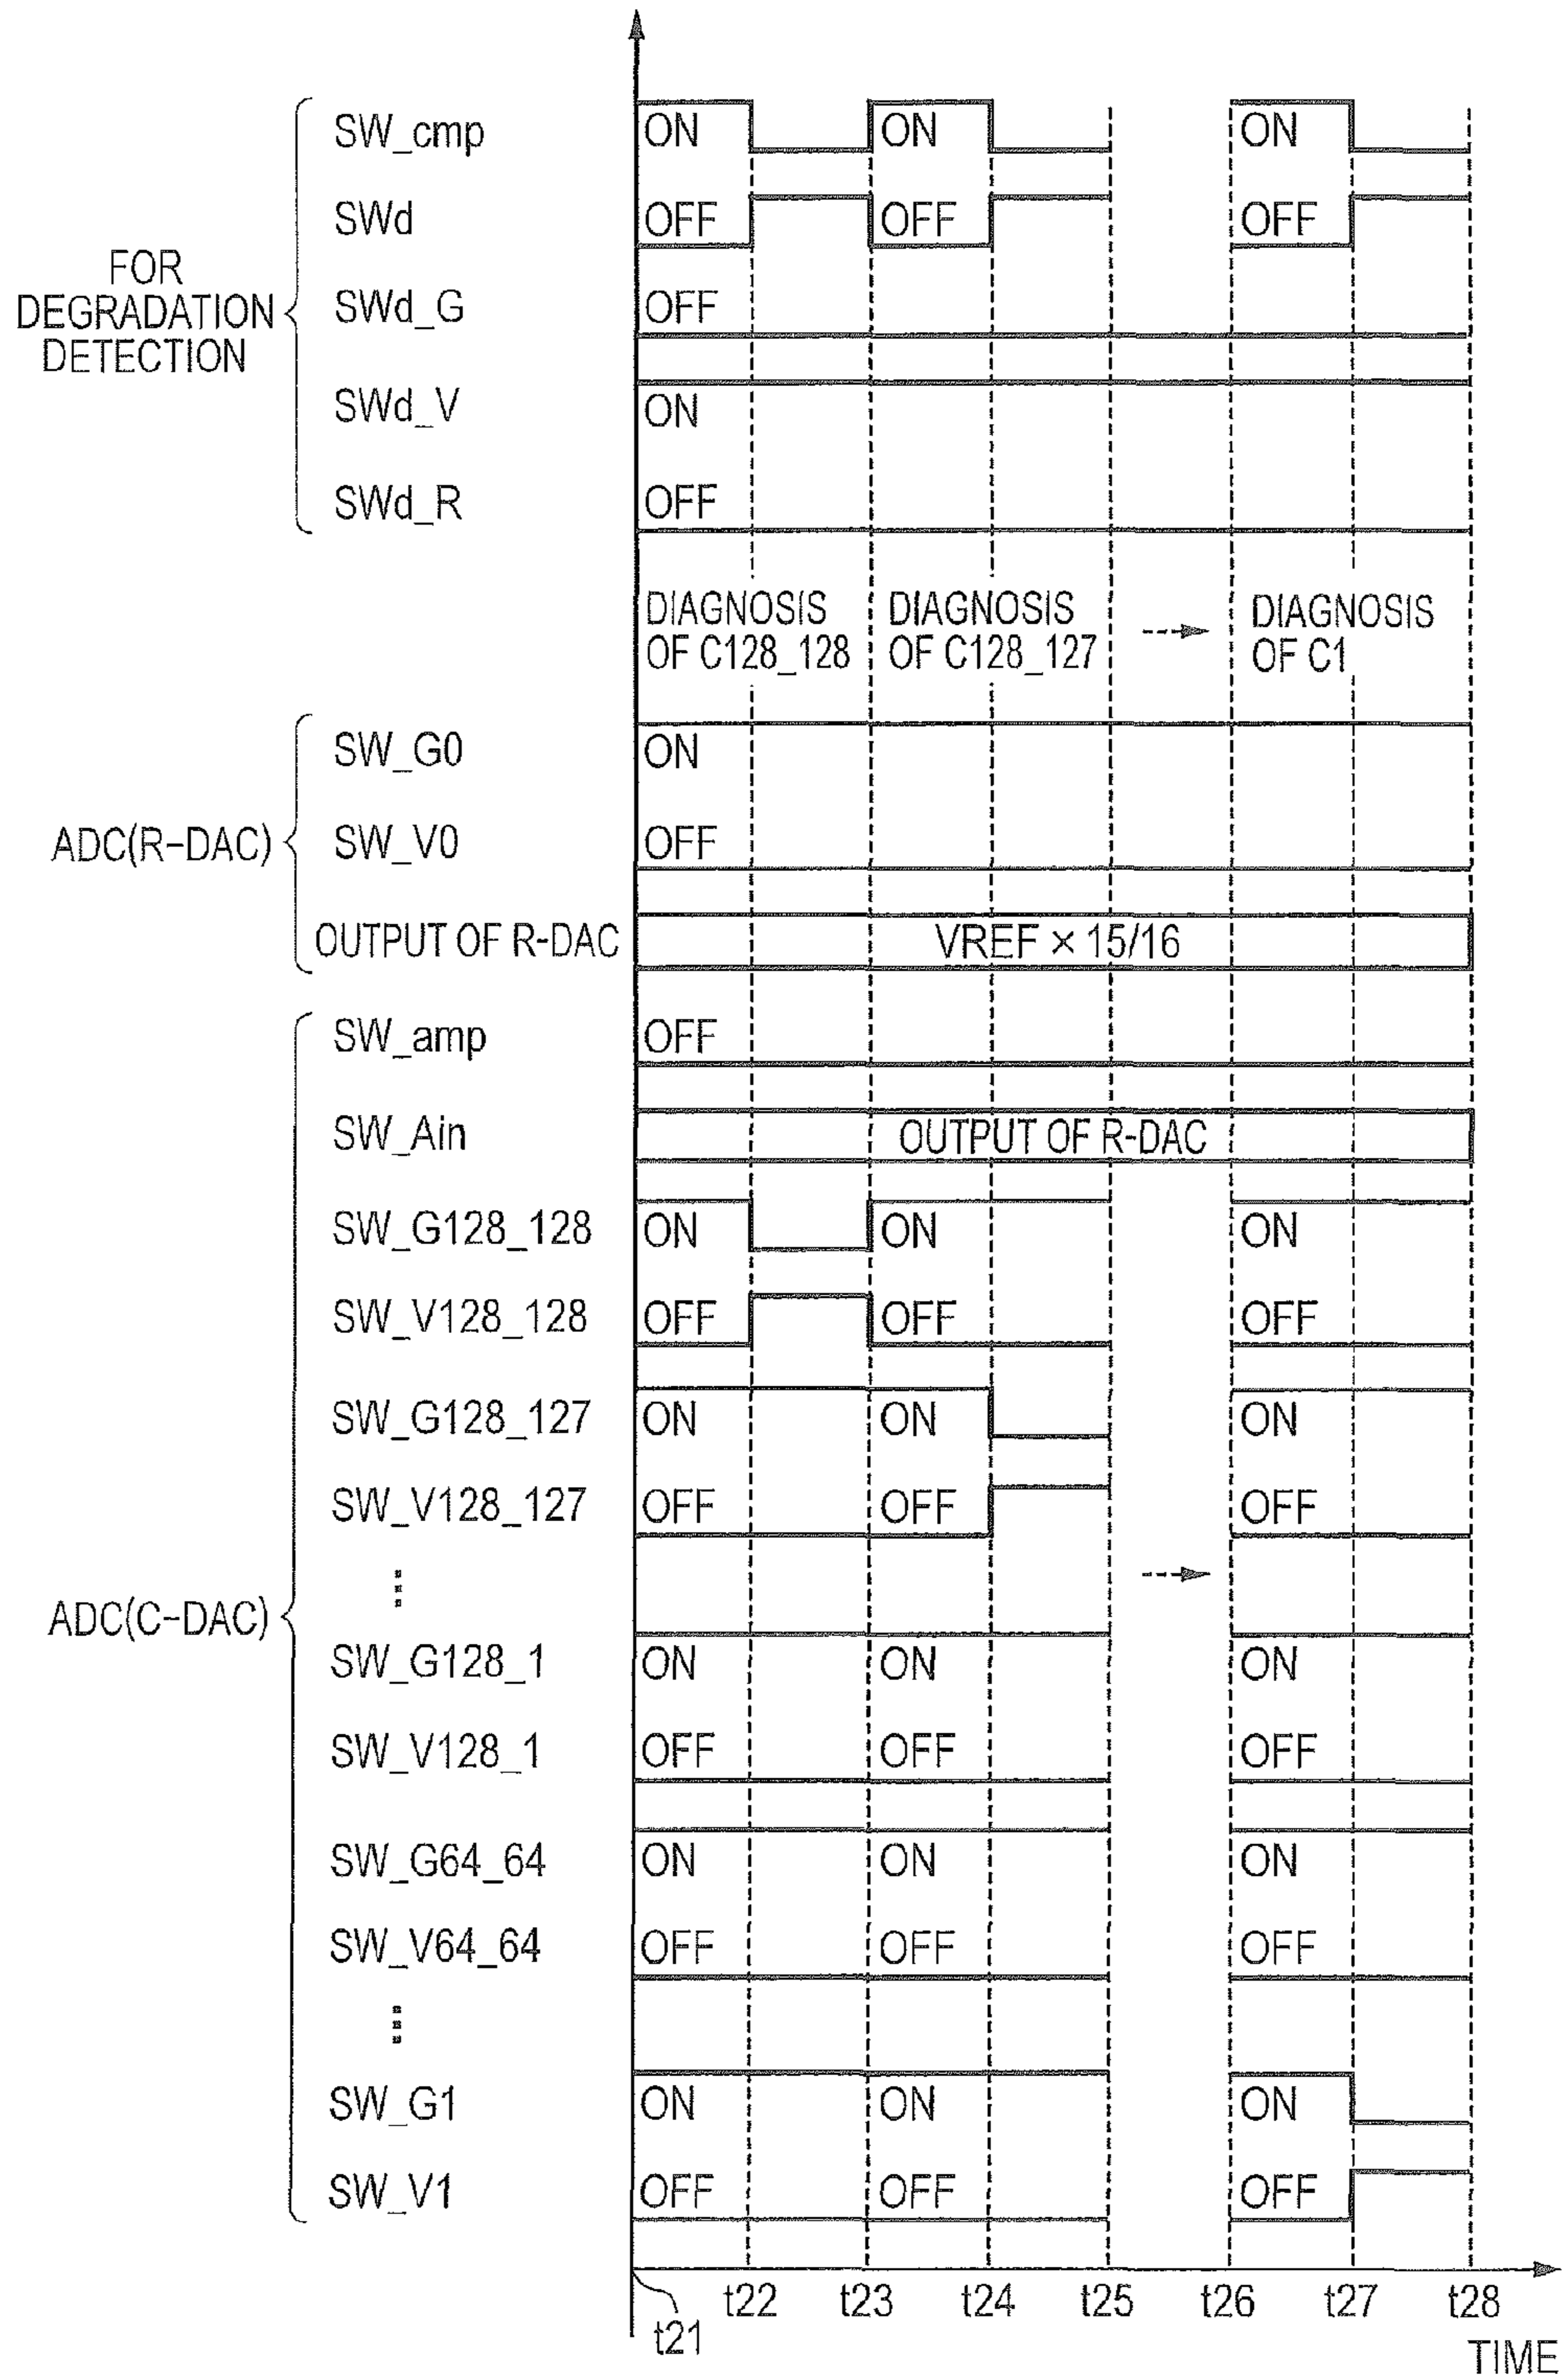 SW_cmp ON ON ON
SWd OFF OFF OFF
FOR
DEGRADATION
DETECTION
SWd_G OFF
SWd_V ON
SWd_R OFF
DIAGNOSIS
OF C128_128
DIAGNOSIS
OF C128_127
DIAGNOSIS
OF C1
SW_G0 ON
ADC(R-DAC)
SW_V0 OFF
OUTPUT OF R-DAC VREF × 15/16
SW_amp OFF
SW_Ain OUTPUT OF R-DAC
SW_G128_128 ON ON ON
SW_V128_128 OFF OFF OFF
SW_G128_127 ON ON ON
SW_V128_127 OFF OFF OFF
ADC(C-DAC)
SW_G128_1 ON ON ON
SW_V128_1 OFF OFF OFF
SW_G64_64 ON ON ON
SW_V64_64 OFF OFF OFF
SW_G1 ON ON ON
SW_V1 OFF OFF OFF
t21 t22 t23 t24 t25 t26 t27 t28
TIME